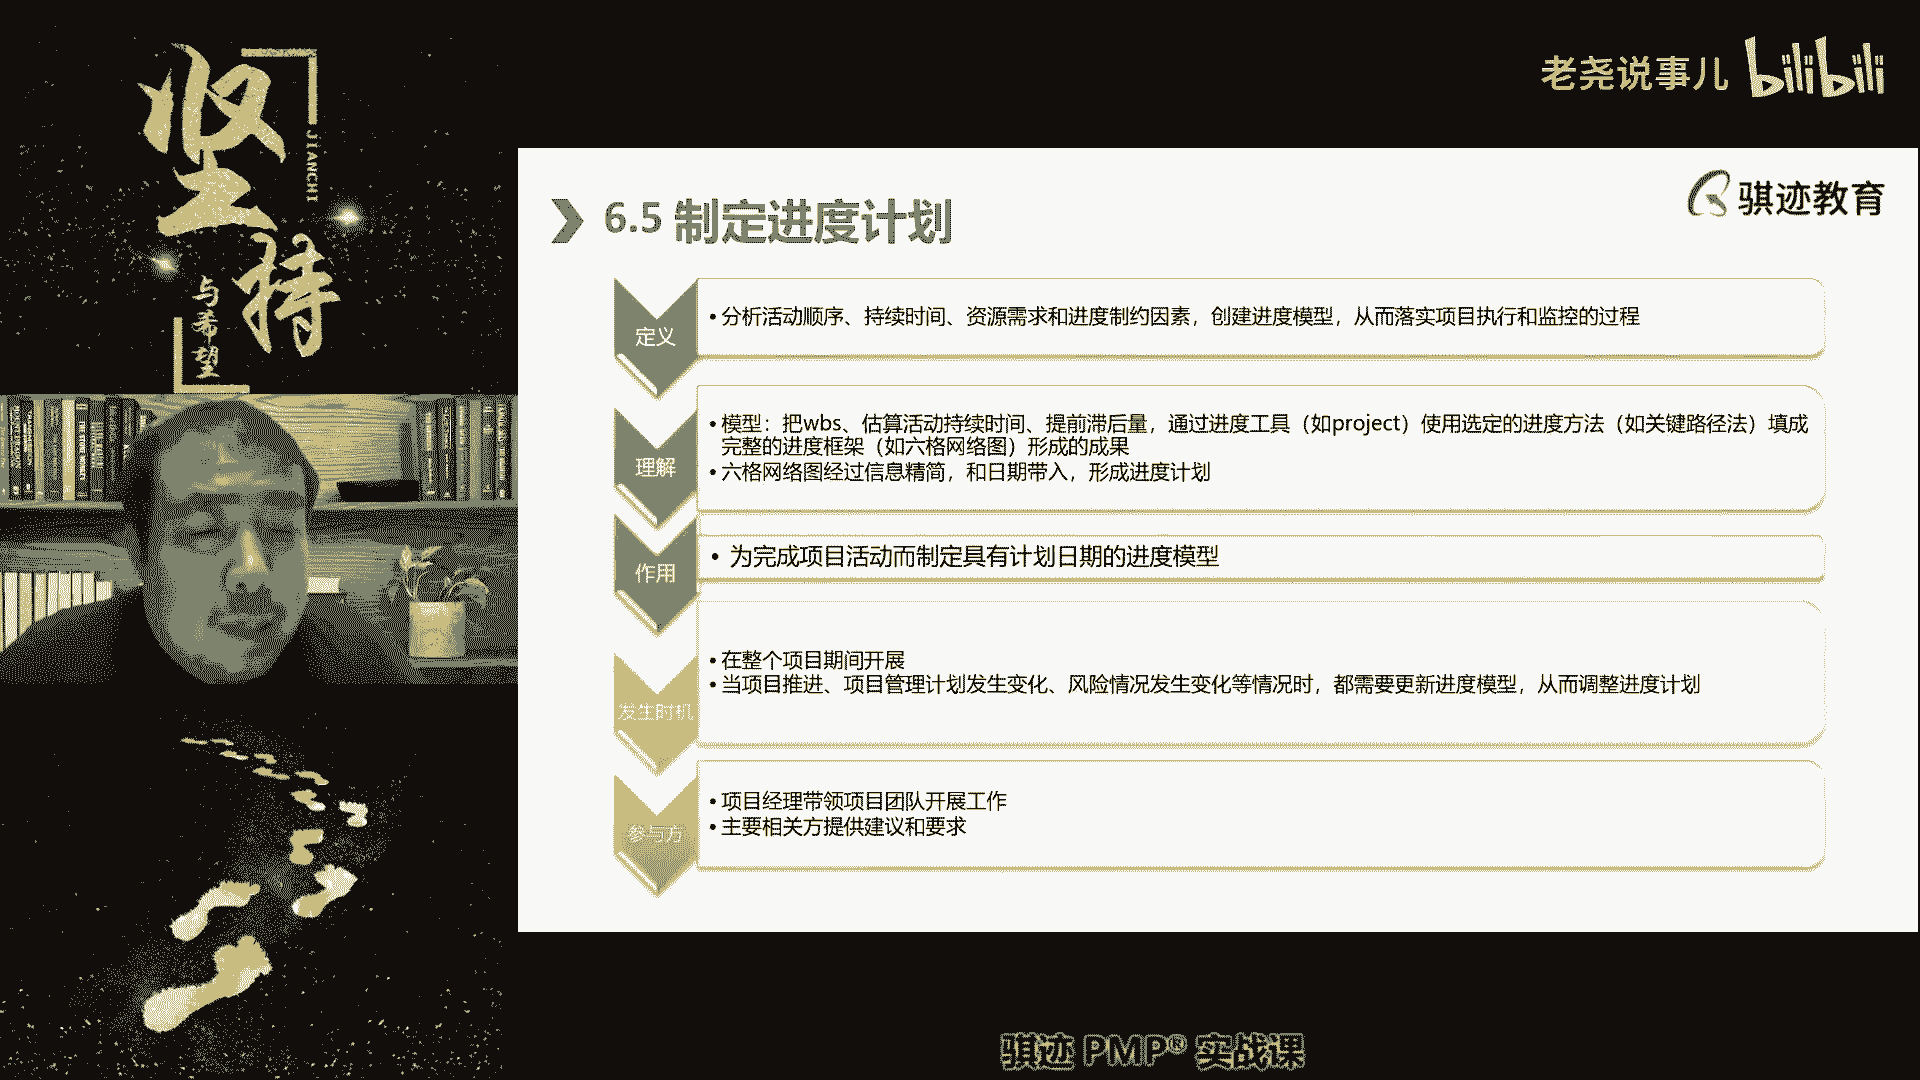 坚持
JIANCHI
与希望
老尧说事儿 bilibili
骐迹教育
6.5 制定进度计划
定义
• 分析活动顺序、持续时间、资源需求和进度制约因素，创建进度模型，从而落实项目执行和监控的过程
理解
• 模型：把wbs、估算活动持续时间、提前滞后量，通过进度工具（如project）使用选定的进度方法（如关键路径法）填成
完整的进度框架（如六格网络图）形成的成果
• 六格网络图经过信息精简，和日期带入，形成进度计划
作用
• 为完成项目活动而制定具有计划日期的进度模型
发生时机
• 在整个项目期间开展
• 当项目推进、项目管理计划发生变化、风险情况发生变化等情况时，都需要更新进度模型，从而调整进度计划
参与方
• 项目经理带领项目团队开展工作
• 主要相关方提供建议和要求
骐迹 PMP® 实战课